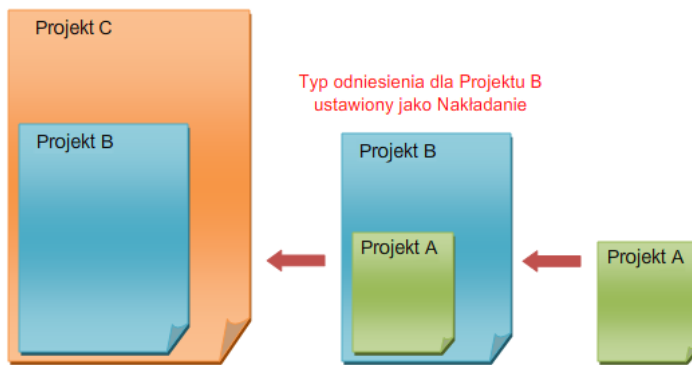 Projekt C
Typ odniesienia dla Projektu B
ustawiony jako Nakładanie
Projekt B
Projekt B
Projekt A
Projekt A